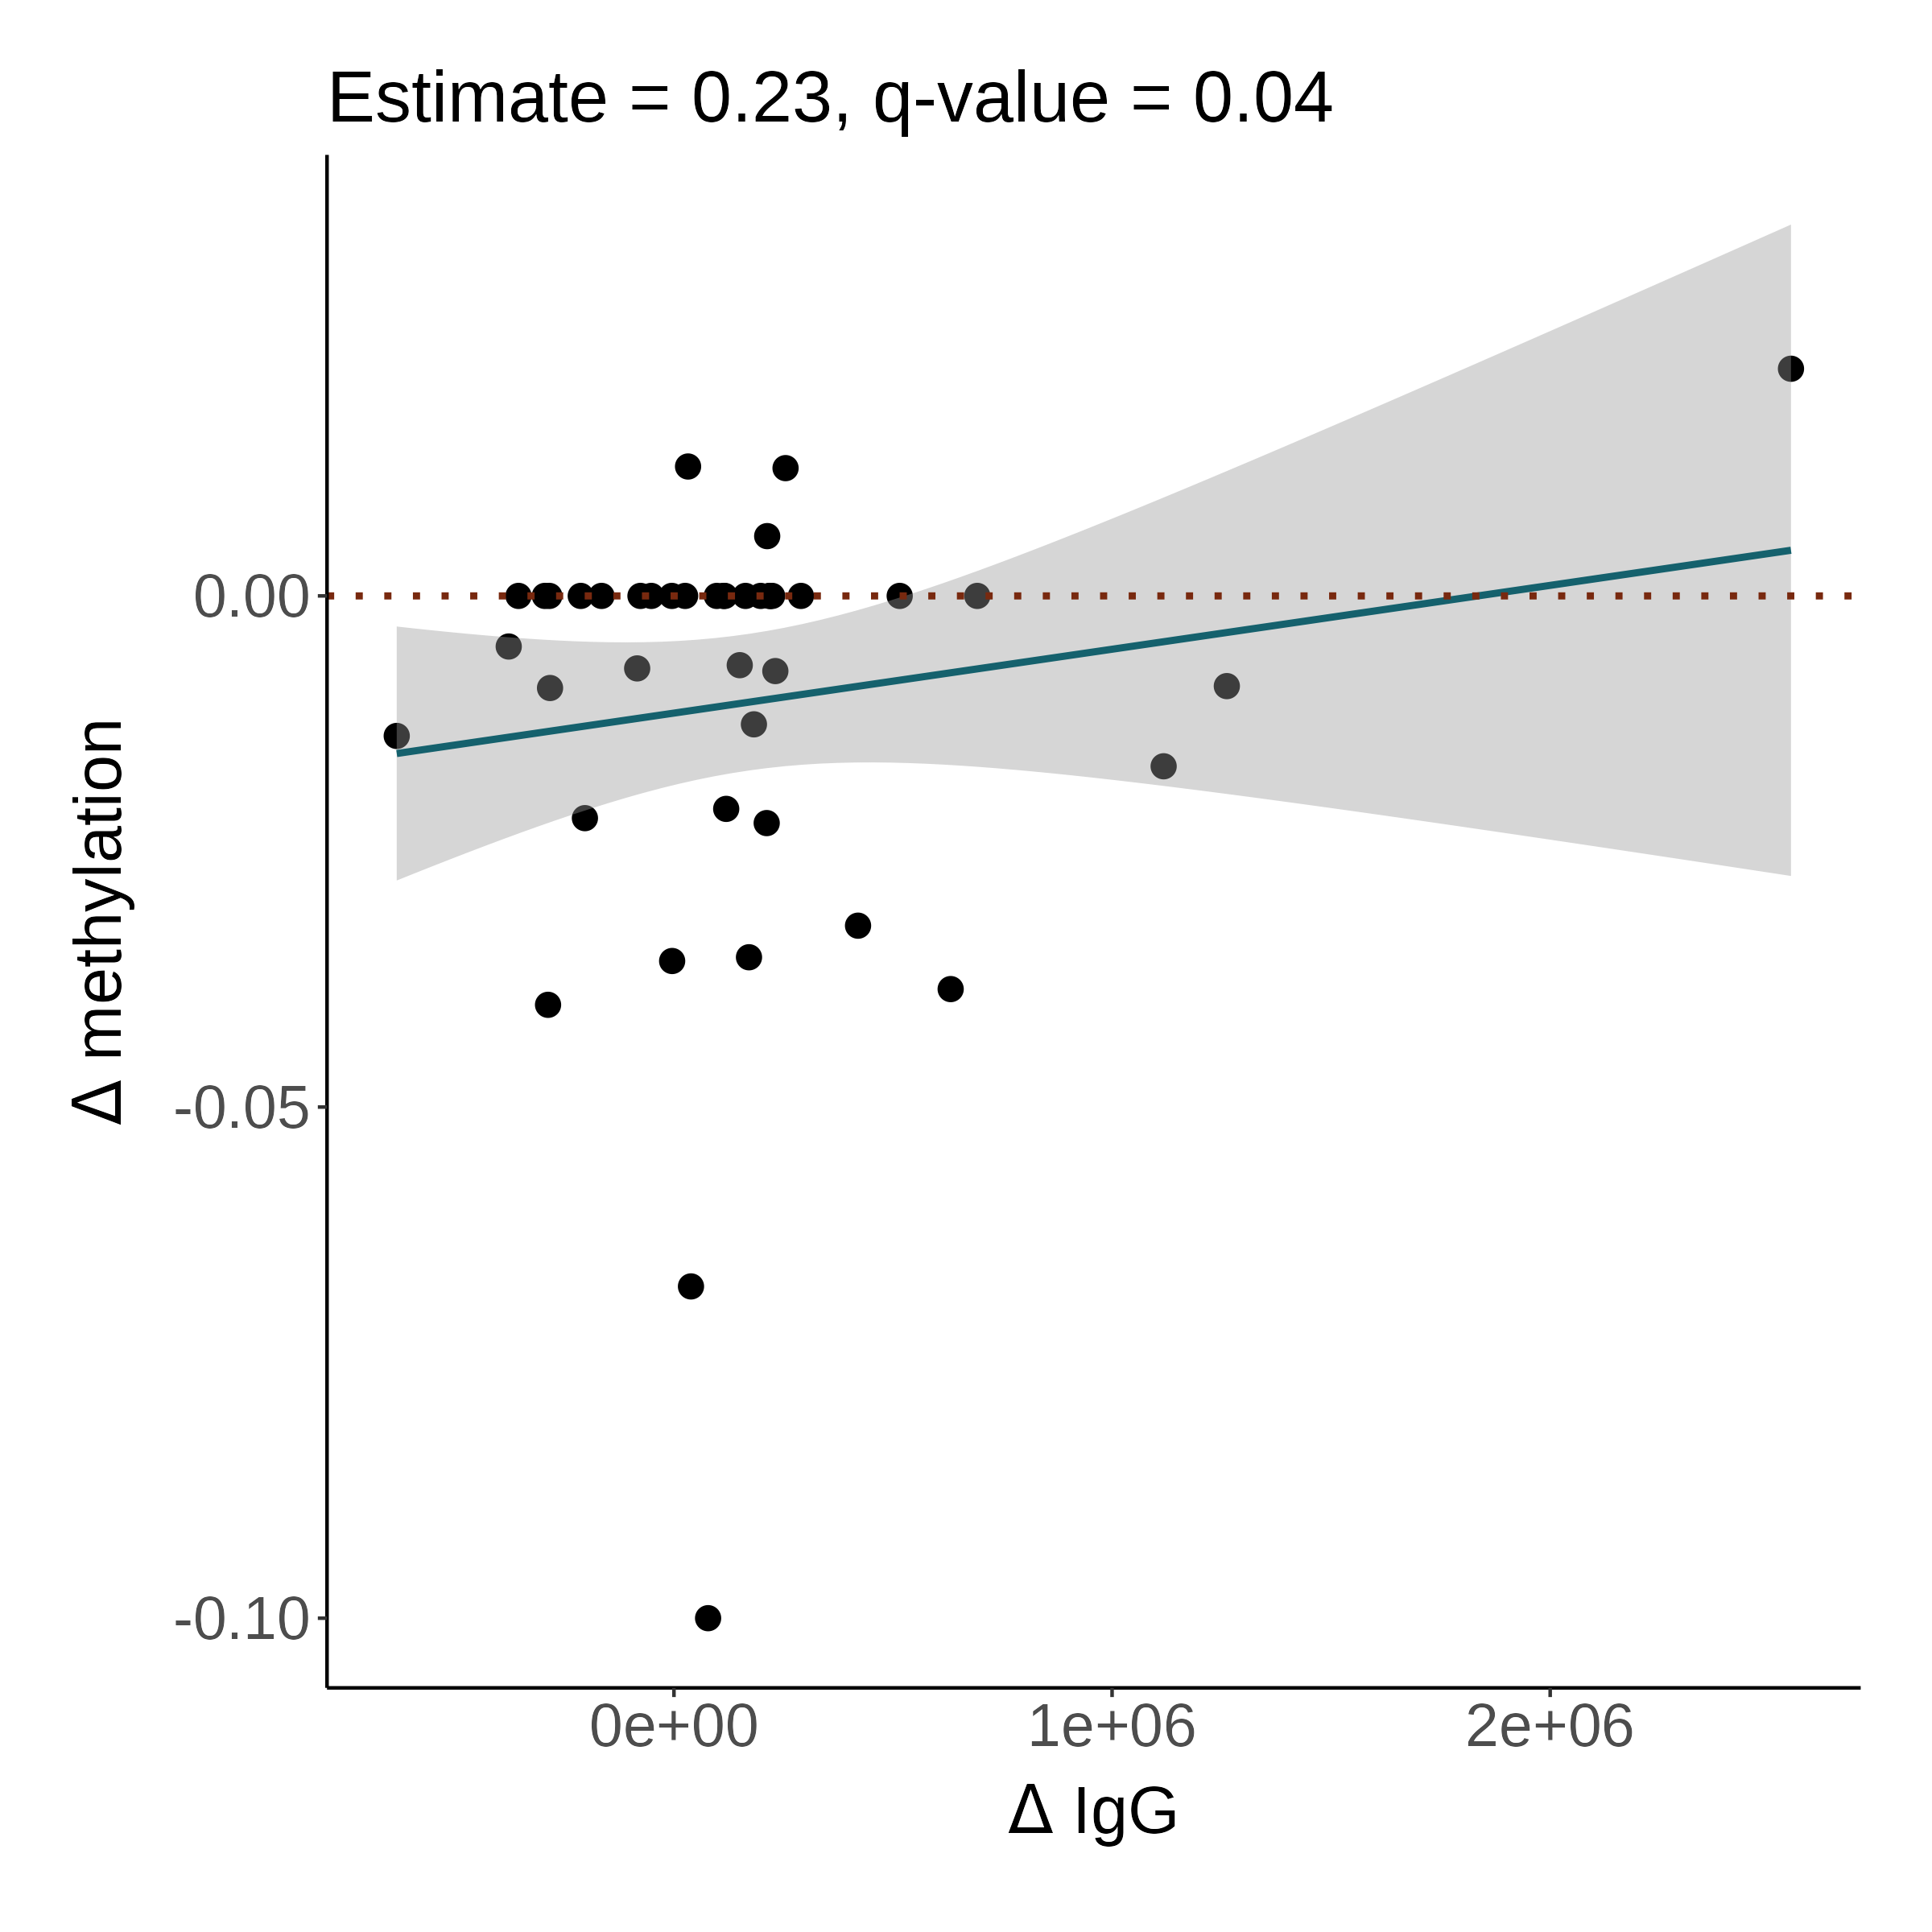 Estimate = 0.23, q-value = 0.04
Δ methylation
0.00
-0.05
-0.10
0e+00
1e+06
2e+06
Δ IgG